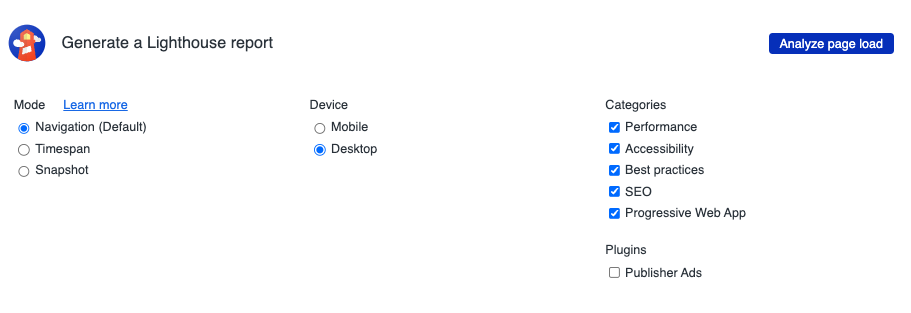 Generate a Lighthouse report
Analyze page load
Mode Learn more
Navigation (Default)
Timespan
Snapshot
Device
Mobile
Desktop
Categories
Performance
Accessibility
Best practices
SEO
Progressive Web App
Plugins
Publisher Ads